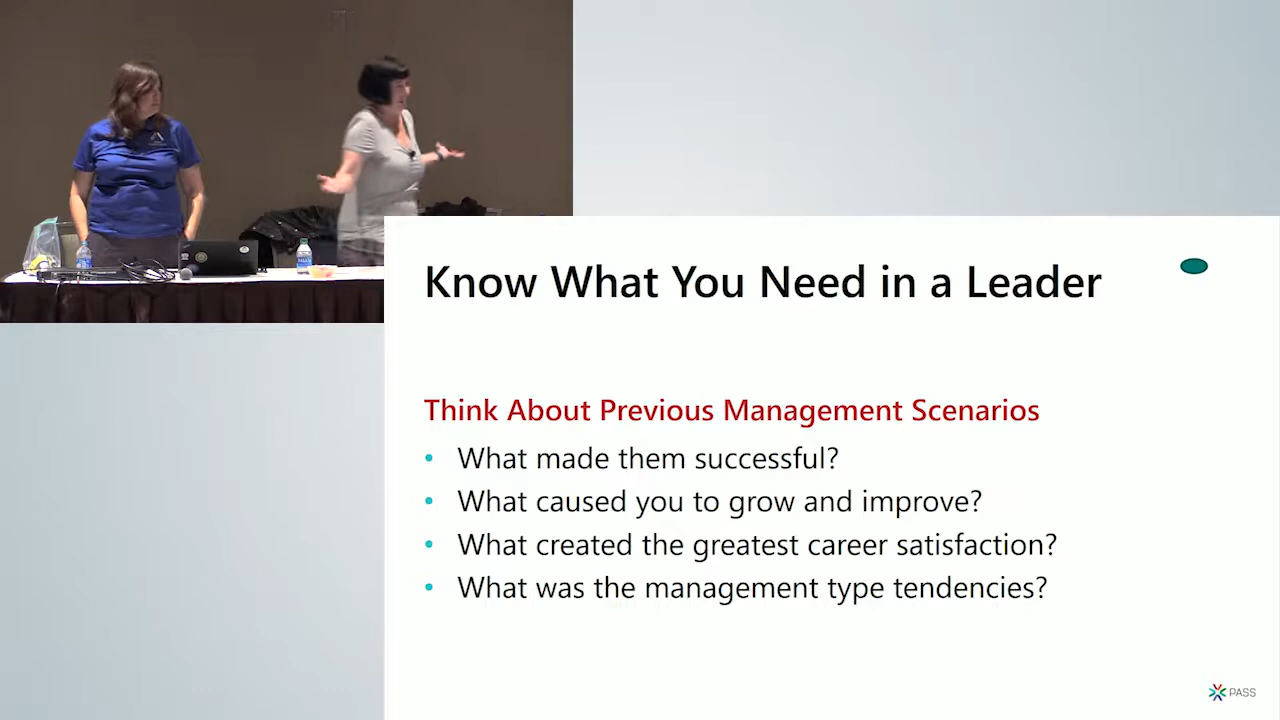 Know What You Need in a Leader
Think About Previous Management Scenarios
• What made them successful?
• What caused you to grow and improve?
• What created the greatest career satisfaction?
• What was the management type tendencies?
PASS